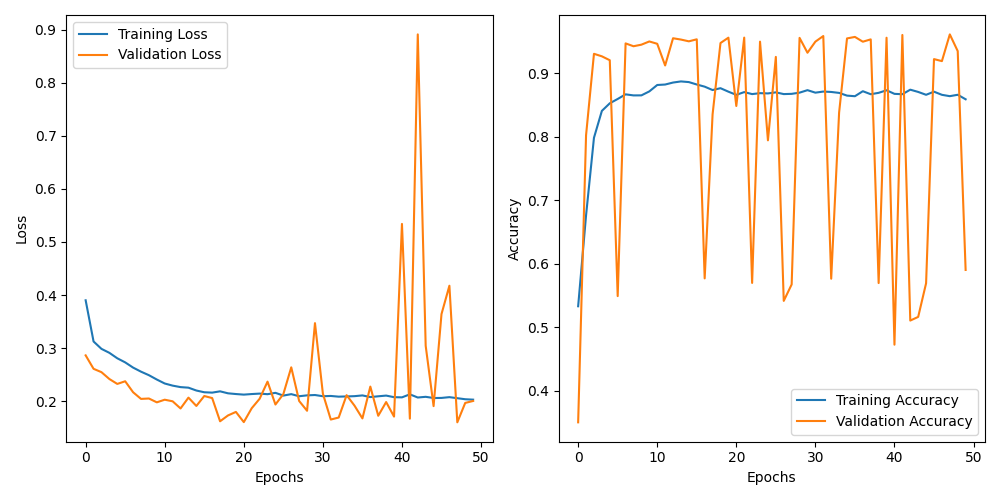 Training Loss
Validation Loss
0.9
0.8
0.7
0.6
0.5
0.4
0.3
0.2
Loss
0 10 20 30 40 50
Epochs
0.9
0.8
0.7
0.6
0.5
0.4
Accuracy
Training Accuracy
Validation Accuracy
0 10 20 30 40 50
Epochs